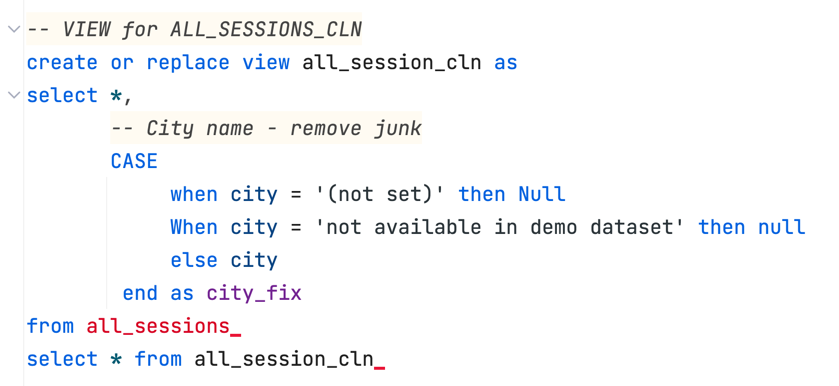 -- VIEW for ALL_SESSIONS_CLN
create or replace view all_session_cln as
select *,
-- City name - remove junk
CASE
when city = '(not set)' then Null
When city = 'not available in demo dataset' then null
else city
end as city_fix
from all_sessions
select * from all_session_cln